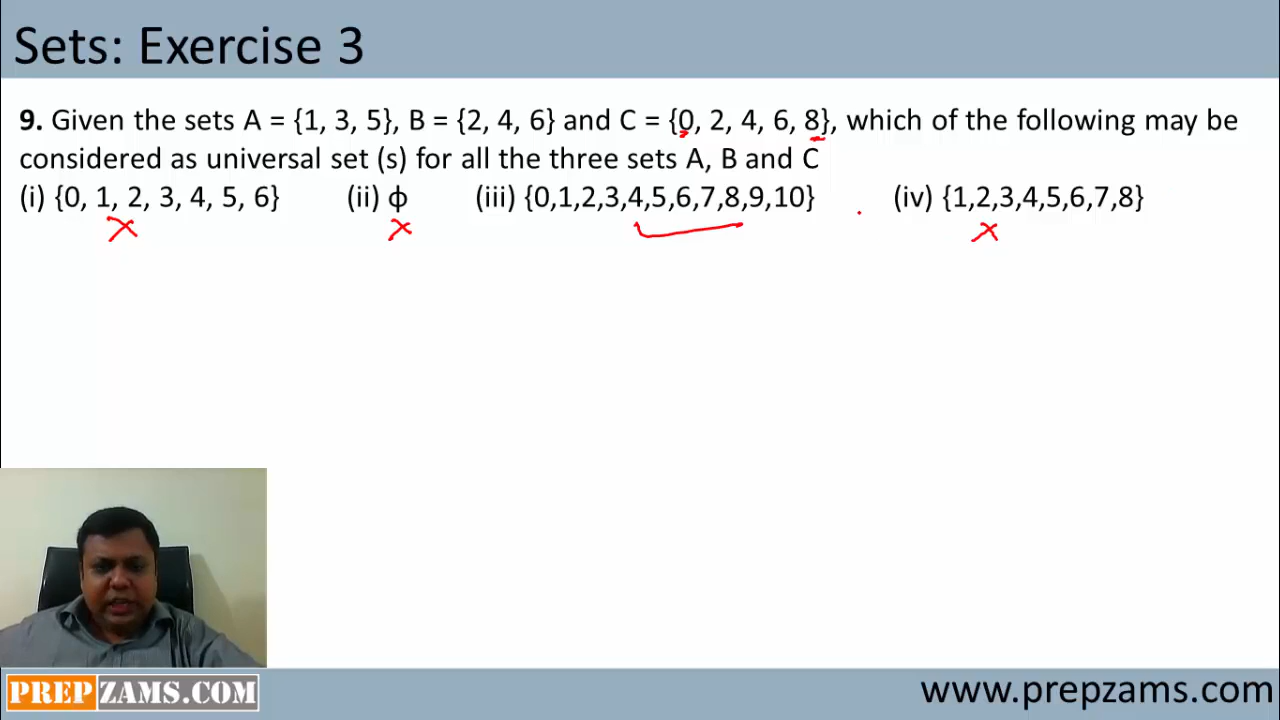 Sets: Exercise 3
9. Given the sets A = {1, 3, 5}, B = {2, 4, 6} and C = {0, 2, 4, 6, 8}, which of the following may be
considered as universal set (s) for all the three sets A, B and C
(i) {0, 1, 2, 3, 4, 5, 6} (ii) ϕ (iii) {0,1,2,3,4,5,6,7,8,9,10} (iv) {1,2,3,4,5,6,7,8}
PREPZAMS.COM
www.prepzams.com